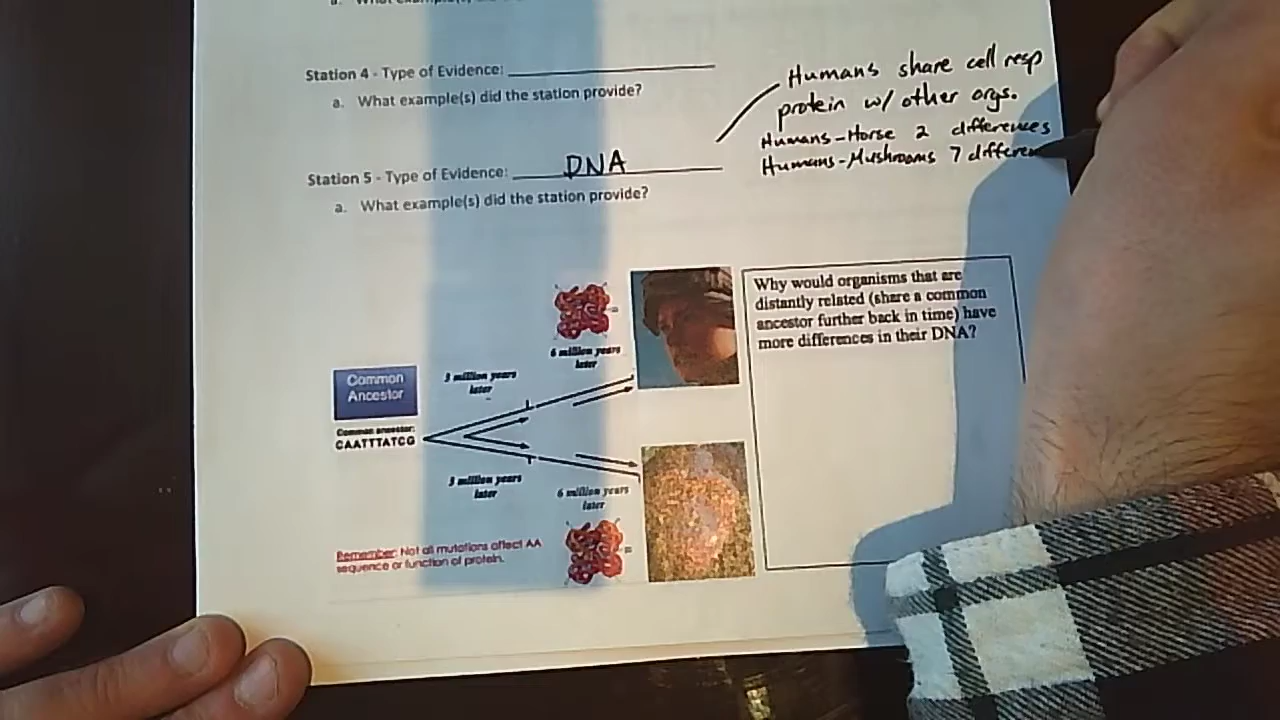 Station 4 - Type of Evidence:
a. What example(s) did the station provide?
Humans share cell resp
protein w/ other orgs.
Humans-Horse 2 differences
Humans-Mushrooms 7 differen
Station 5 - Type of Evidence: DNA
a. What example(s) did the station provide?
Why would organisms that are
distantly related (share a common
ancestor further back in time) have
more differences in their DNA?
6 million years
later
3 million years
later
Common
Ancestor
Common ancestor:
CAATTTATCG
3 million years
later
6 million years
later
Remember: Not all mutations affect AA
sequence or function of protein.